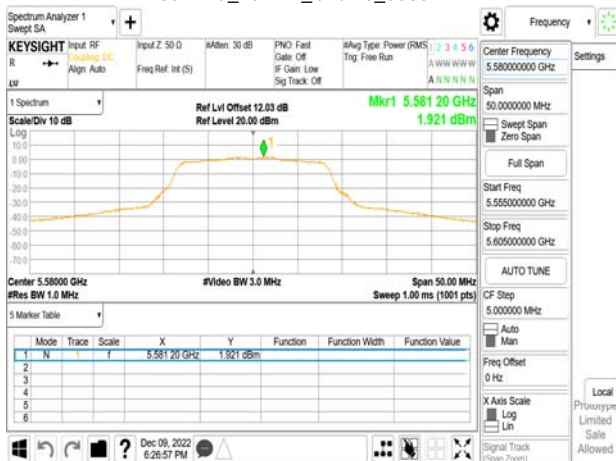 Spectrum Analyzer 1
Swept SA
Frequency
KEYSIGHT
R
LXI
Input: RF
Coupling: DC
Align: Auto
Input Z: 50 Ω
Freq Ref: Int (S)
#Atten: 30 dB
PNO: Fast
Gate: Off
IF Gain: Low
Sig Track: Off
#Avg Type: Power (RMS
Trig: Free Run
1 2 3 4 5 6
A W W W W W
A N N N N N
1 Spectrum
Scale/Div 10 dB
Ref Lvl Offset 12.03 dB
Ref Level 20.00 dBm
Mkr1 5.581 20 GHz
1.921 dBm
Log
10.0
0.00
-10.0
-20.0
-30.0
-40.0
-50.0
-60.0
-70.0
1
Center 5.58000 GHz
#Res BW 1.0 MHz
#Video BW 3.0 MHz
Span 50.00 MHz
Sweep 1.00 ms (1001 pts)
5 Marker Table
Mode Trace Scale X Y Function Function Width Function Value
1 N 1 f 5.581 20 GHz 1.921 dBm
2
3
4
5
6
Dec 09, 2022
6:26:57 PM
Center Frequency
5.580000000 GHz
Span
50.0000000 MHz
Swept Span
Zero Span
Full Span
Start Freq
5.555000000 GHz
Stop Freq
5.605000000 GHz
AUTO TUNE
CF Step
5.000000 MHz
Auto
Man
Freq Offset
0 Hz
X Axis Scale
Log
Lin
Signal Track
(Span Zoom)
Settings
Local
Prototype
Limited
Sale
Allowed